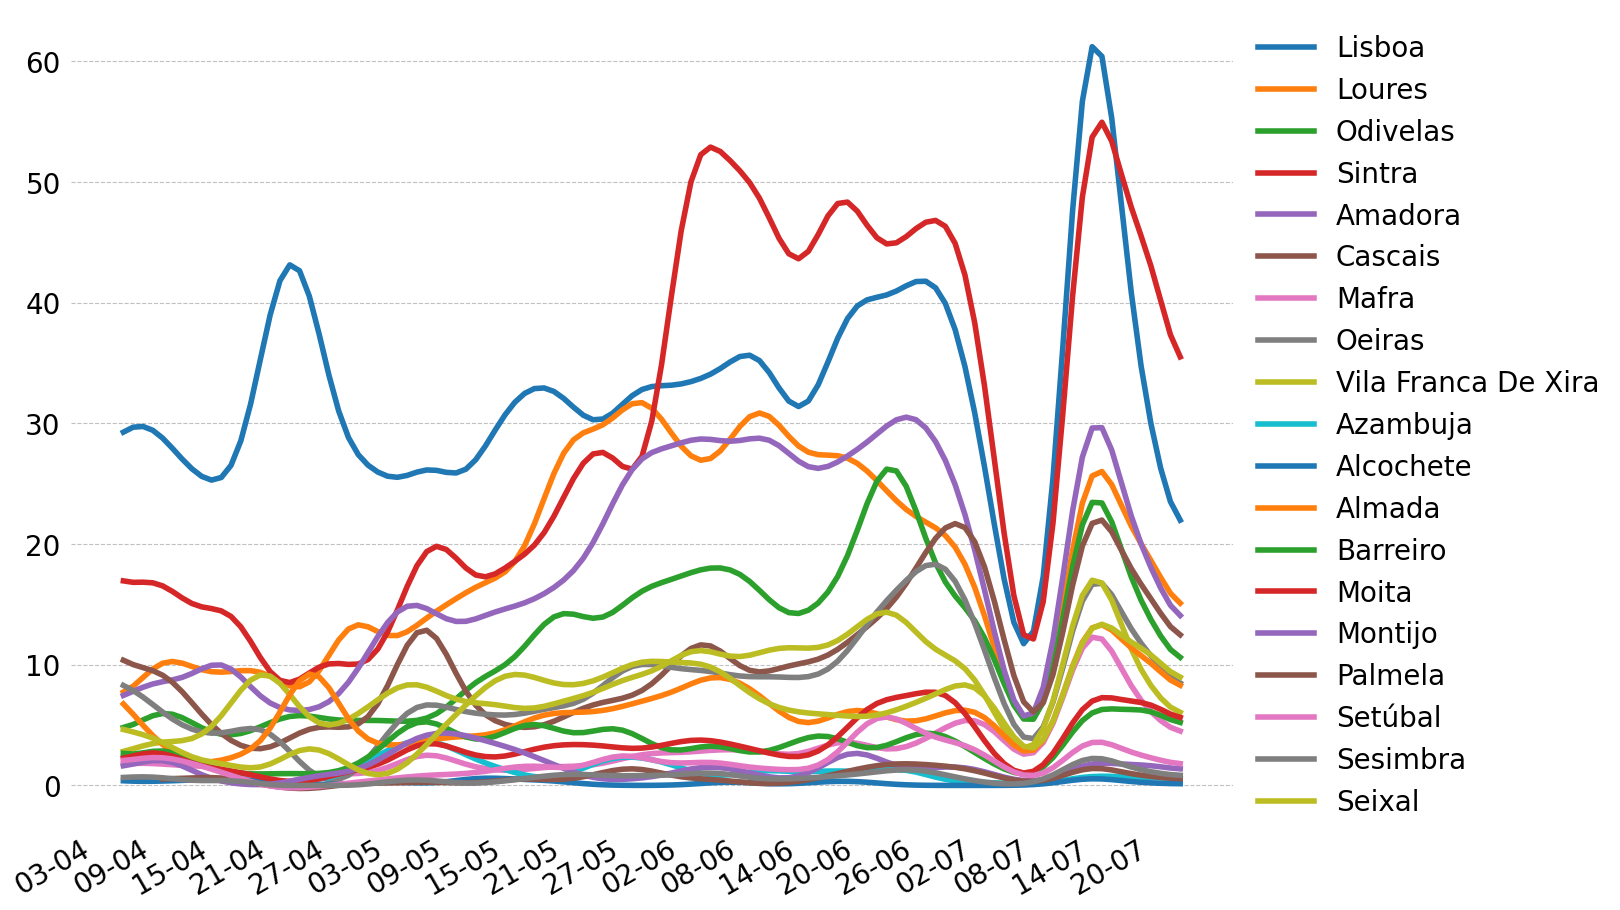 60
50
40
30
20
10
0
03-04
09-04
15-04
21-04
27-04
03-05
09-05
15-05
21-05
27-05
02-06
08-06
14-06
20-06
26-06
02-07
08-07
14-07
20-07
Lisboa
Loures
Odivelas
Sintra
Amadora
Cascais
Mafra
Oeiras
Vila Franca De Xira
Azambuja
Alcochete
Almada
Barreiro
Moita
Montijo
Palmela
Setúbal
Sesimbra
Seixal